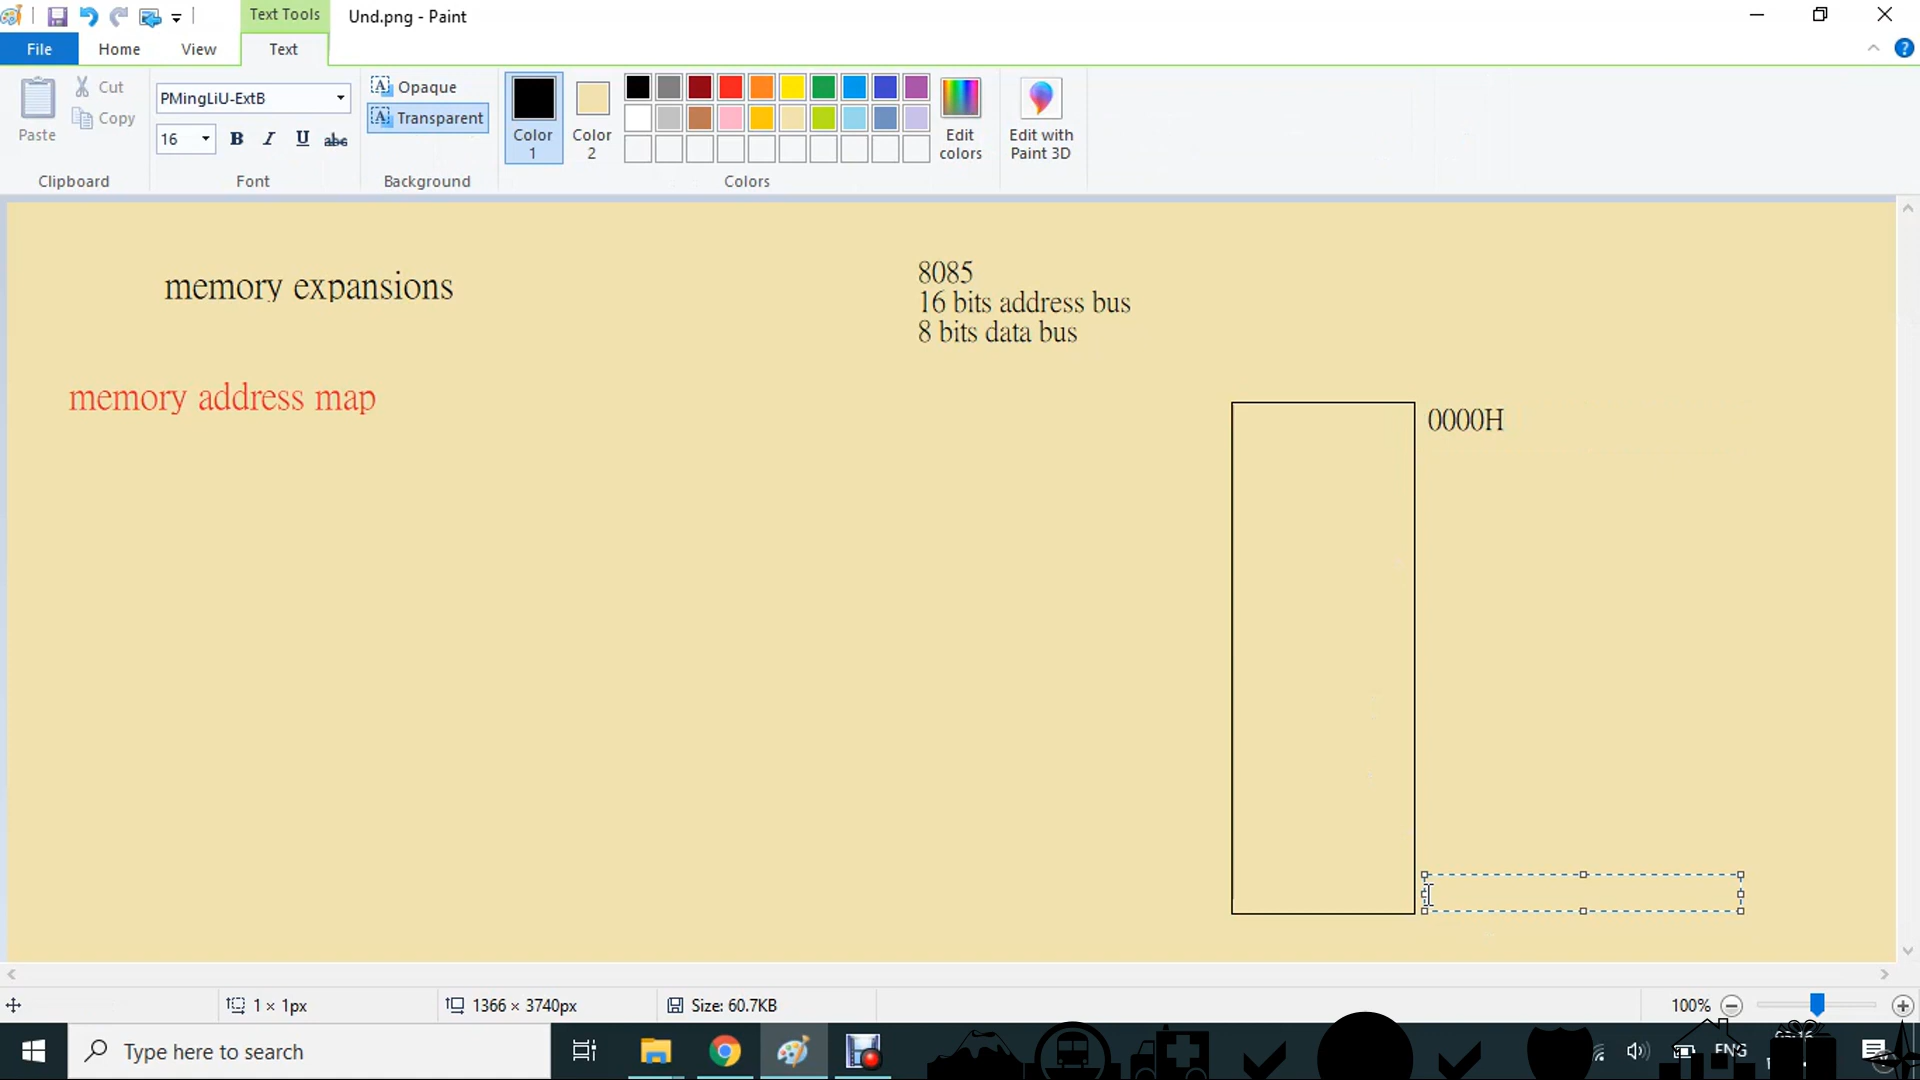 Text Tools
Und.png - Paint
File
Home
View
Text
Paste
Cut
Copy
Clipboard
PMingLiU-ExtB
16
B
I
U
abc
Font
A Opaque
A Transparent
Background
Color
1
Color
2
Colors
Edit
colors
Edit with
Paint 3D
memory expansions
8085
16 bits address bus
8 bits data bus
memory address map
0000H
1 × 1px
1366 × 3740px
Size: 60.7KB
100%
Type here to search
ENG